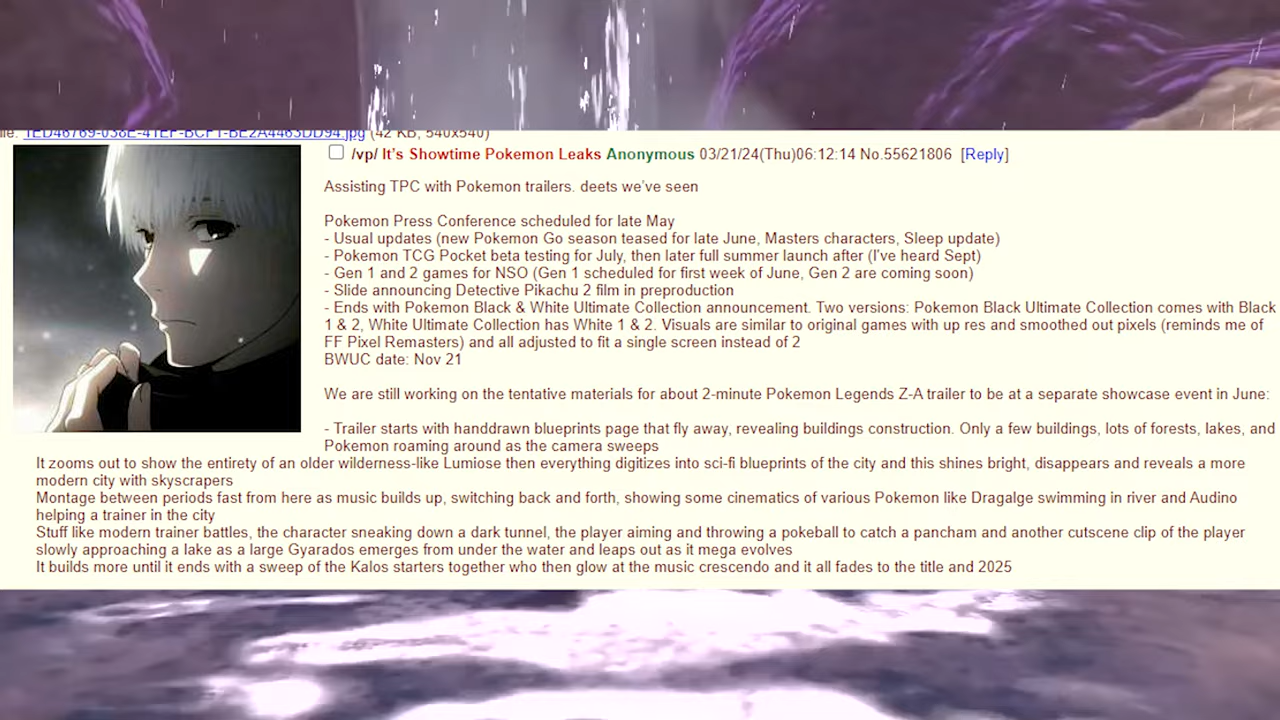 ile: 1ED46769-038E-41EF-BCF1-BE2A4463DD94.jpg (42 KB, 540x540)
/vp/ It's Showtime Pokemon Leaks Anonymous 03/21/24(Thu)06:12:14 No.55621806 [Reply]
Assisting TPC with Pokemon trailers. deets we've seen
Pokemon Press Conference scheduled for late May
- Usual updates (new Pokemon Go season teased for late June, Masters characters, Sleep update)
- Pokemon TCG Pocket beta testing for July, then later full summer launch after (I've heard Sept)
- Gen 1 and 2 games for NSO (Gen 1 scheduled for first week of June, Gen 2 are coming soon)
- Slide announcing Detective Pikachu 2 film in preproduction
- Ends with Pokemon Black & White Ultimate Collection announcement. Two versions: Pokemon Black Ultimate Collection comes with Black
1 & 2, White Ultimate Collection has White 1 & 2. Visuals are similar to original games with up res and smoothed out pixels (reminds me of
FF Pixel Remasters) and all adjusted to fit a single screen instead of 2
BWUC date: Nov 21
We are still working on the tentative materials for about 2-minute Pokemon Legends Z-A trailer to be at a separate showcase event in June:
- Trailer starts with handdrawn blueprints page that fly away, revealing buildings construction. Only a few buildings, lots of forests, lakes, and
Pokemon roaming around as the camera sweeps
It zooms out to show the entirety of an older wilderness-like Lumiose then everything digitizes into sci-fi blueprints of the city and this shines bright, disappears and reveals a more
modern city with skyscrapers
Montage between periods fast from here as music builds up, switching back and forth, showing some cinematics of various Pokemon like Dragalge swimming in river and Audino
helping a trainer in the city
Stuff like modern trainer battles, the character sneaking down a dark tunnel, the player aiming and throwing a pokeball to catch a pancham and another cutscene clip of the player
slowly approaching a lake as a large Gyarados emerges from under the water and leaps out as it mega evolves
It builds more until it ends with a sweep of the Kalos starters together who then glow at the music crescendo and it all fades to the title and 2025